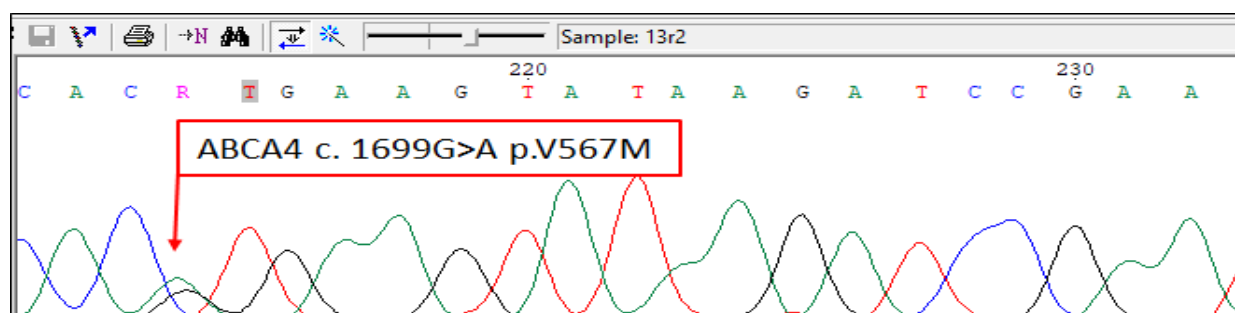 →N Sample: 13r2
220 230
C A C R T G A A G T A T A A G A T C C G A A
ABCA4 c. 1699G>A p.V567M